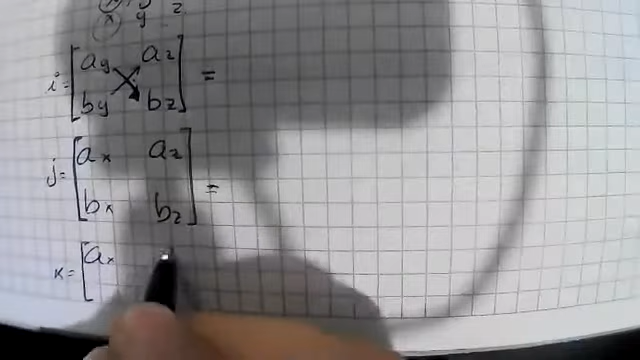 y z
i = [ay az
by bz] =
j = [ax az
bx bz] =
k = [ax